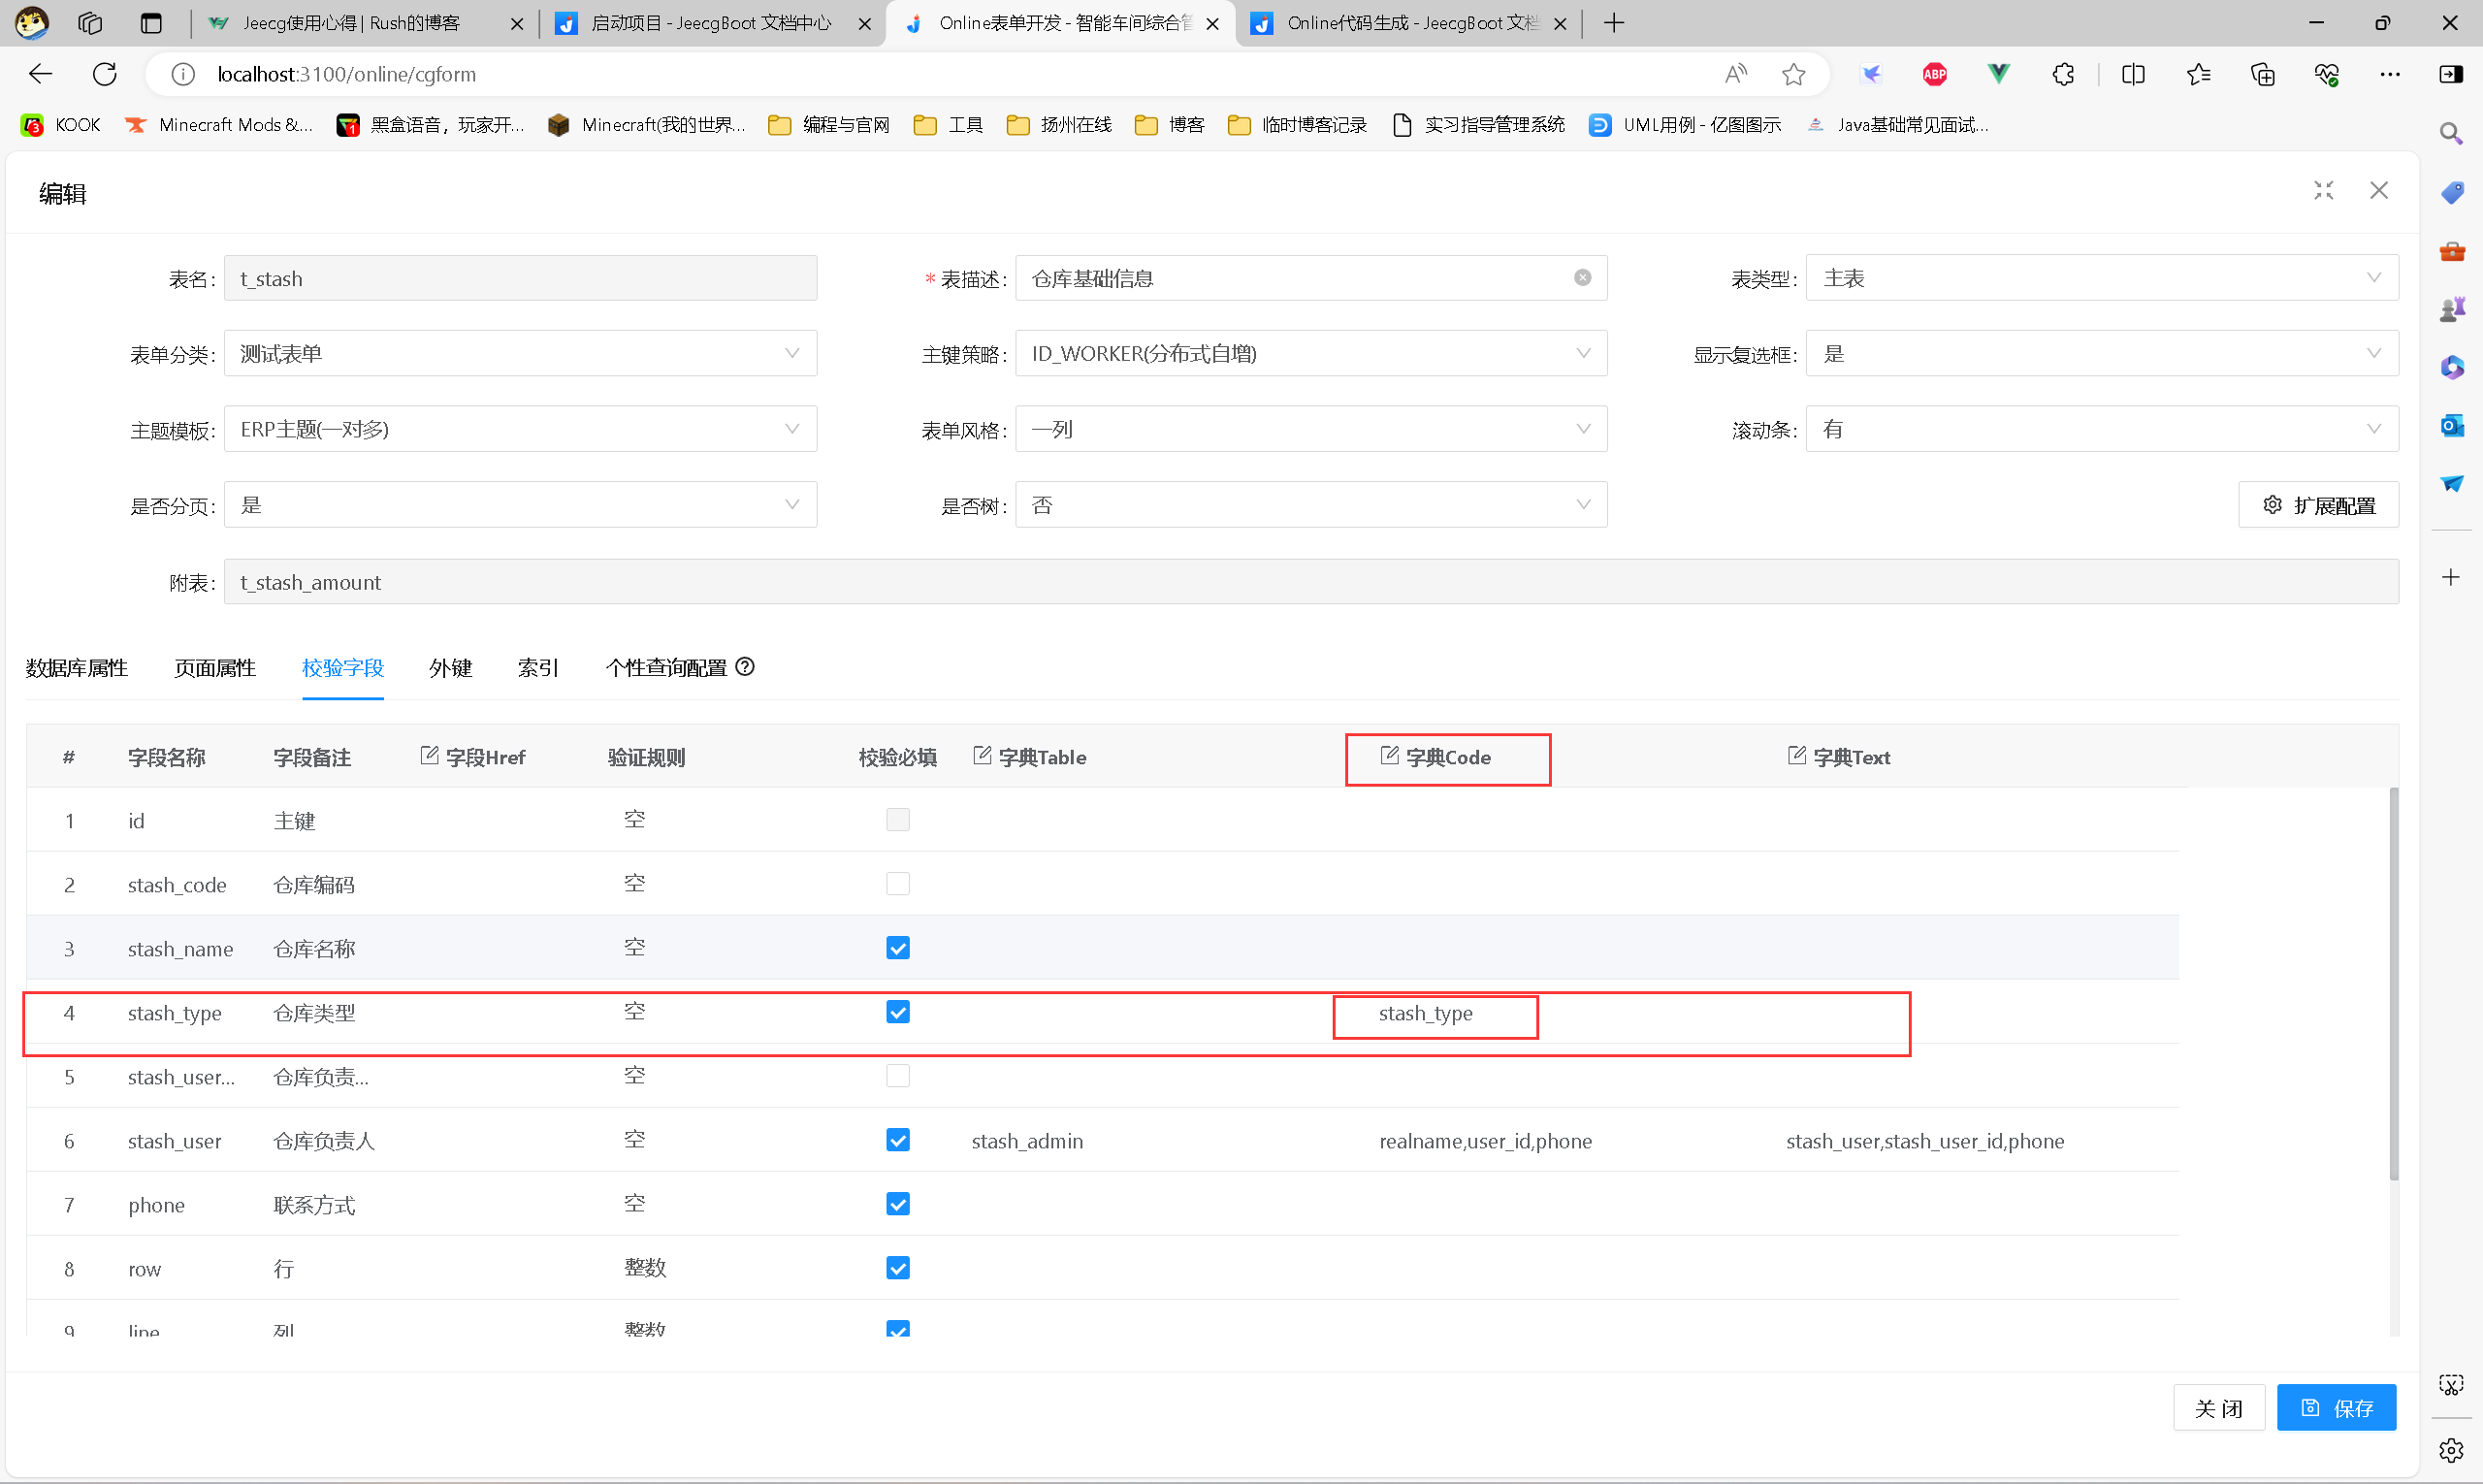 Jeecg使用心得 | Rush的博客
启动项目 - JeecgBoot 文档中心
Online表单开发 - 智能车间综合管
Online代码生成 - JeecgBoot 文档
localhost:3100/online/cgform
ABP
KOOK
Minecraft Mods &...
黑盒语音，玩家开...
Minecraft(我的世界...
编程与官网
工具
扬州在线
博客
临时博客记录
实习指导管理系统
UML用例 - 亿图图示
Java基础常见面试...
编辑
表名: t_stash
* 表描述: 仓库基础信息
表类型: 主表
表单分类: 测试表单
主键策略: ID_WORKER(分布式自增)
显示复选框: 是
主题模板: ERP主题(一对多)
表单风格: 一列
滚动条: 有
是否分页: 是
是否树: 否
扩展配置
附表: t_stash_amount
数据库属性 页面属性 校验字段 外键 索引 个性查询配置
# 字段名称 字段备注 字段Href 验证规则 校验必填 字典Table 字典Code 字典Text
1 id 主键 空
2 stash_code 仓库编码 空
3 stash_name 仓库名称 空
4 stash_type 仓库类型 空 stash_type
5 stash_user... 仓库负责... 空
6 stash_user 仓库负责人 空 stash_admin realname,user_id,phone stash_user,stash_user_id,phone
7 phone 联系方式 空
8 row 行 整数
9 line 列 整数
关 闭
保存